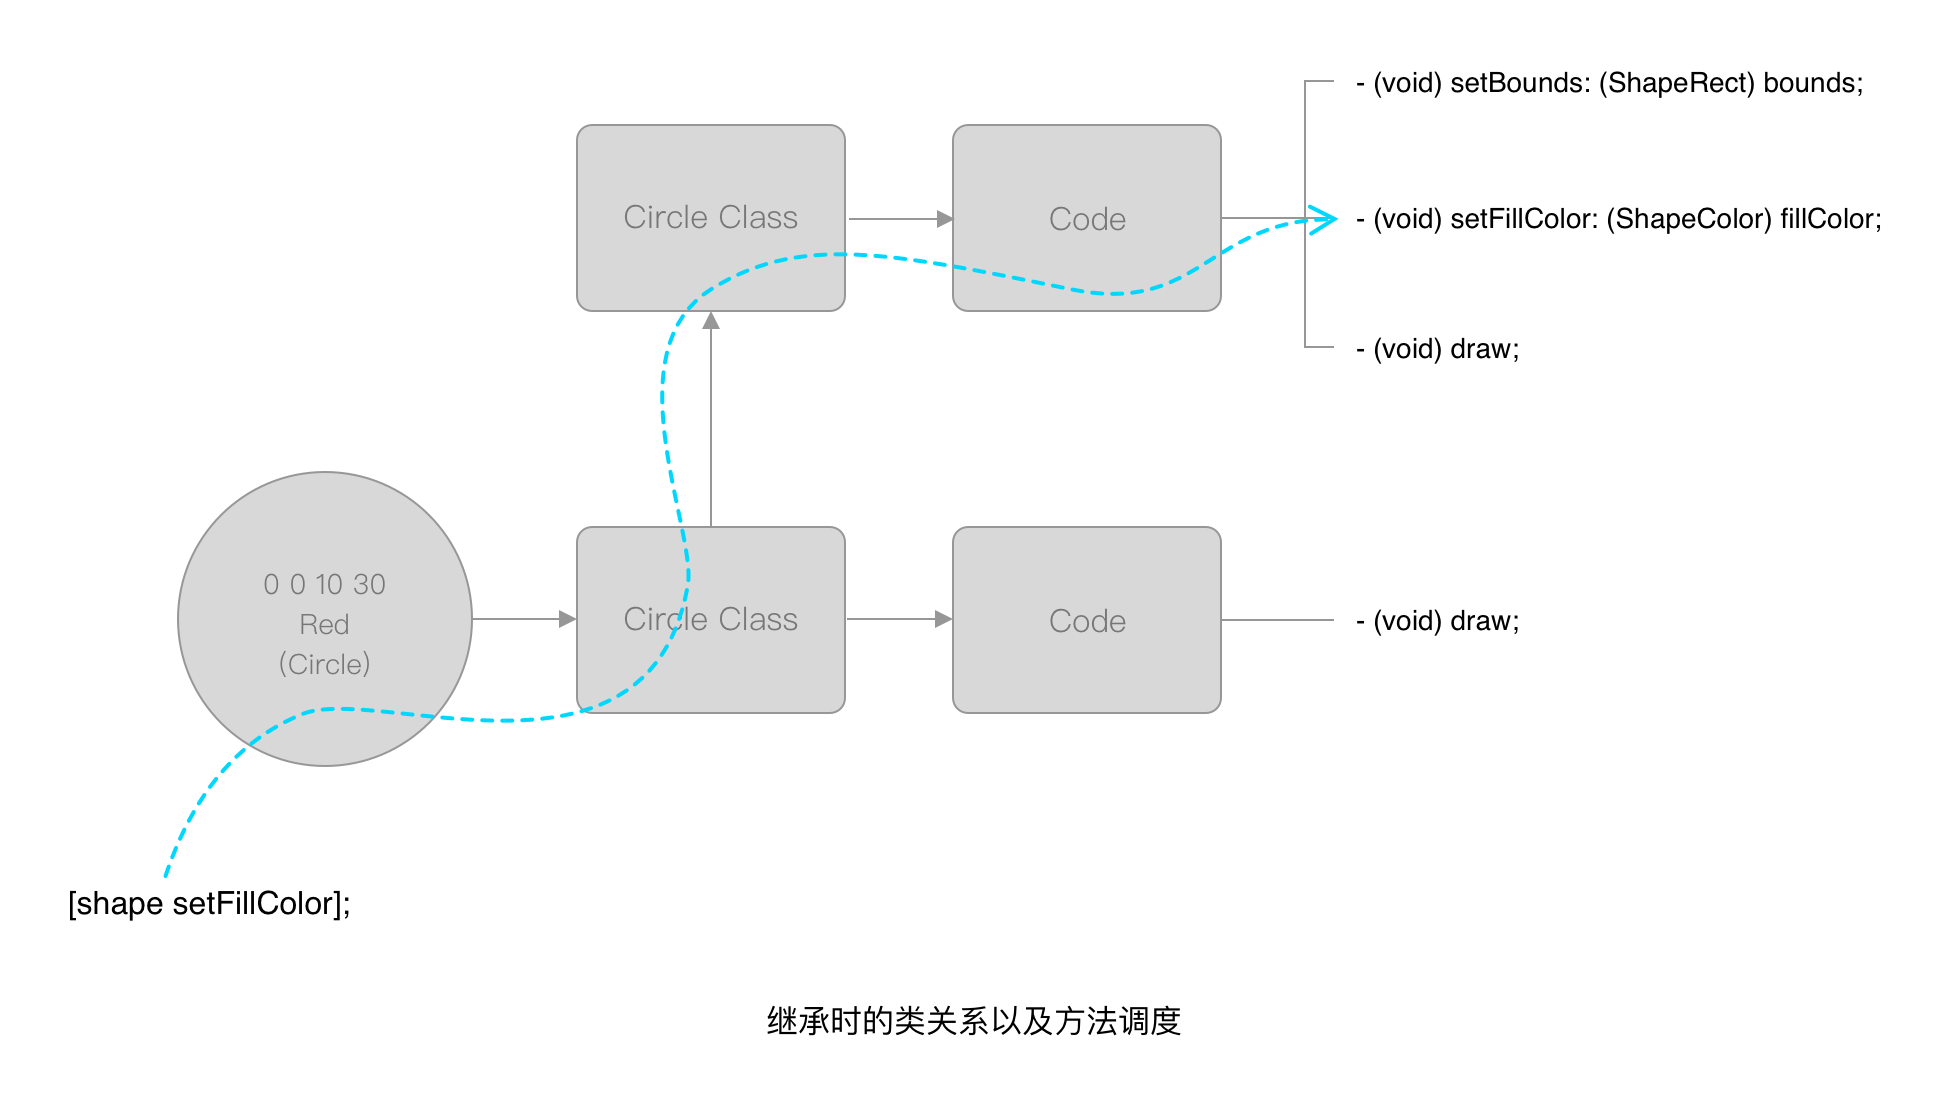 - (void) setBounds: (ShapeRect) bounds;
Circle Class
Code
- (void) setFillColor: (ShapeColor) fillColor;
- (void) draw;
0 0 10 30
Red
(Circle)
Circle Class
Code
- (void) draw;
[shape setFillColor];
继承时的类关系以及方法调度